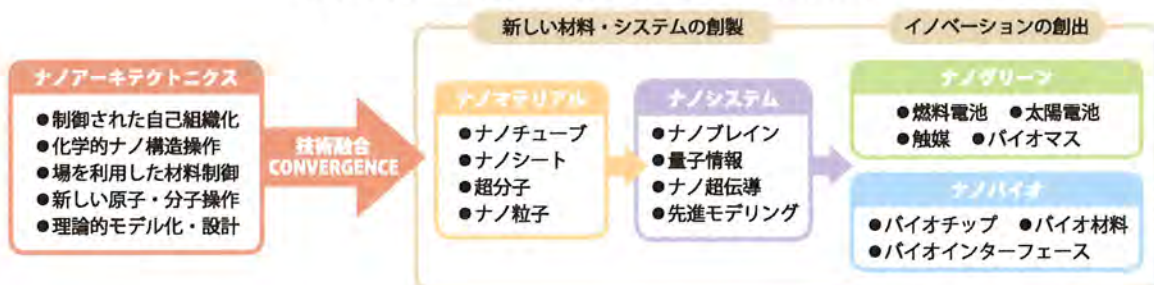 新しい材料・システムの創製
イノベーションの創出
ナノアーキテクトニクス
●制御された自己組織化
●化学的ナノ構造操作
●場を利用した材料制御
●新しい原子・分子操作
●理論的モデル化・設計
技術融合
CONVERGENCE
ナノマテリアル
●ナノチューブ
●ナノシート
●超分子
●ナノ粒子
ナノシステム
●ナノブレイン
●量子情報
●ナノ超伝導
●先進モデリング
ナノグリーン
●燃料電池 ●太陽電池
●触媒 ●バイオマス
ナノバイオ
●バイオチップ ●バイオ材料
●バイオインターフェース